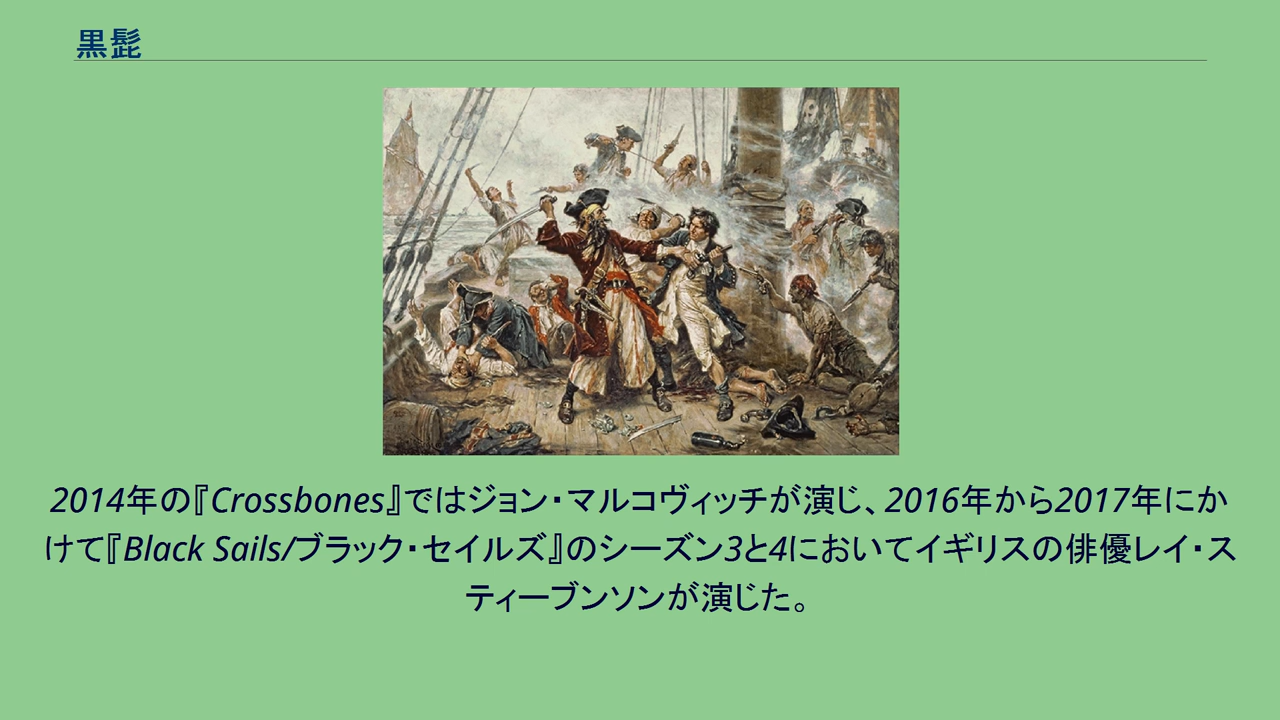 黒髭
2014年の『Crossbones』ではジョン・マルコヴィッチが演じ、2016年から2017年にか
けて『Black Sails/ブラック・セイルズ』のシーズン3と4においてイギリスの俳優レイ・ス
ティーブンソンが演じた。